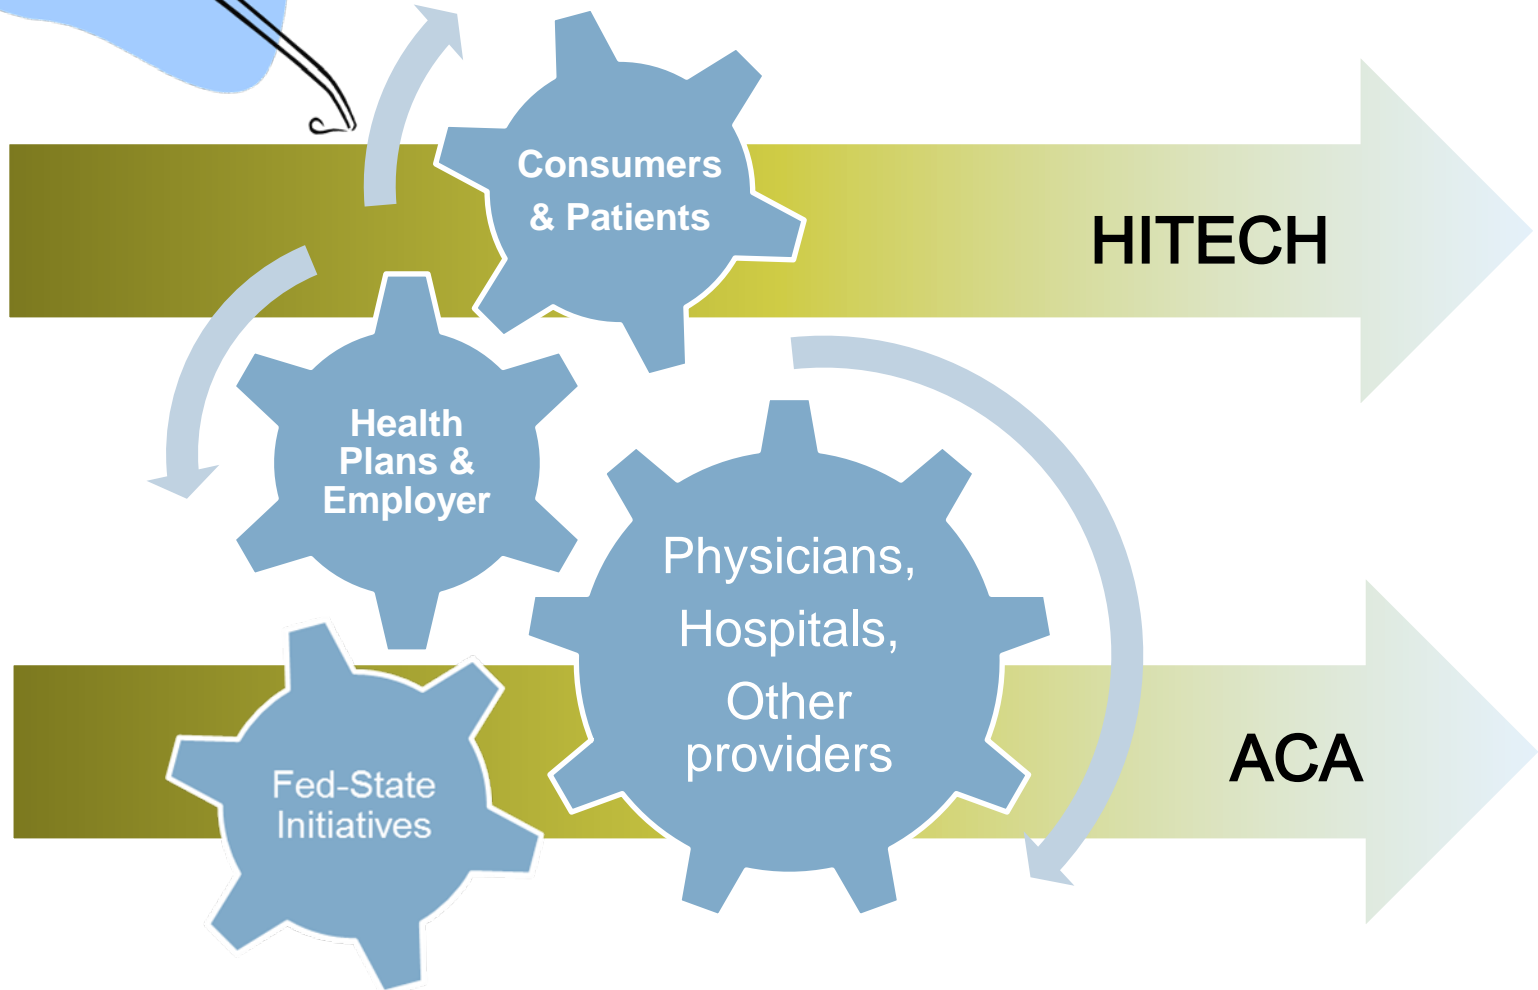 Consumers
& Patients
HITECH
Health
Plans &
Employer
Physicians,
Hospitals,
Other
providers
ACA
Fed-State
Initiatives